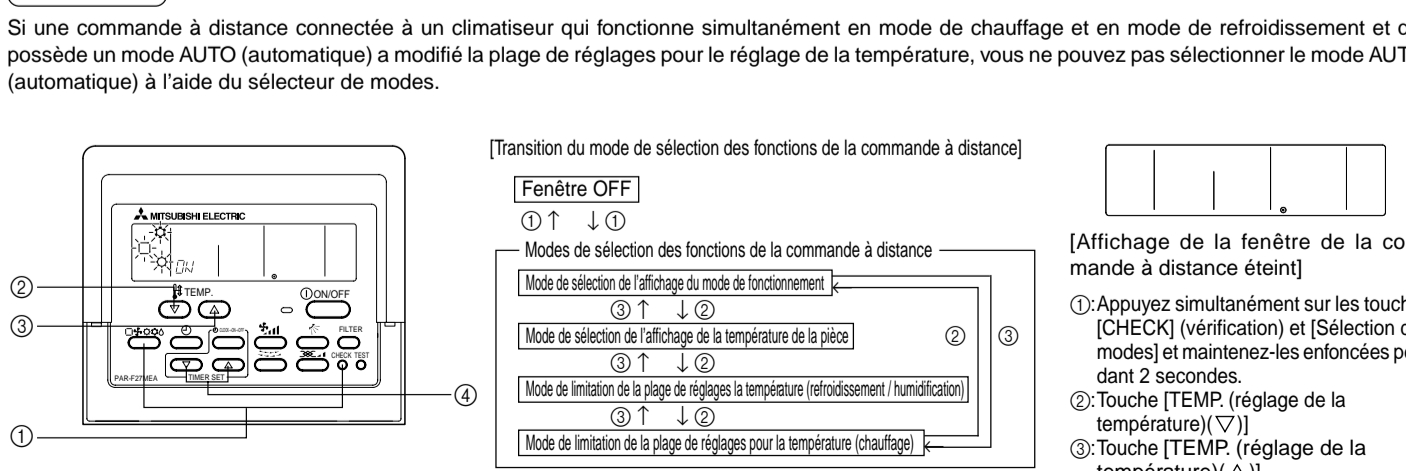 Si une commande à distance connectée à un climatiseur qui fonctionne simultanément en mode de chauffage et en mode de refroidissement et
possède un mode AUTO (automatique) a modifié la plage de réglages pour le réglage de la température, vous ne pouvez pas sélectionner le mode
(automatique) à l’aide du sélecteur de modes.
[Transition du mode de sélection des fonctions de la commande à distance]
Fenêtre OFF
① ↑ ↓ ①
Modes de sélection des fonctions de la commande à distance
Mode de sélection de l’affichage du mode de fonctionnement
③ ↑ ↓ ②
Mode de sélection de l’affichage de la température de la pièce
③ ↑ ↓ ②
② ③
Mode de limitation de la plage de réglages la température (refroidissement / humidification)
③ ↑ ↓ ②
Mode de limitation de la plage de réglages pour la température (chauffage)
MITSUBISHI ELECTRIC
ON
② TEMP. ON/OFF
③ CLOCK→ON→OFF FILTER
CHECK TEST
PAR-F27MEA TIMER SET
④
①
[Affichage de la fenêtre de la
mande à distance éteint]
①:Appuyez simultanément sur les
[CHECK] (vérification) et [Sélection
modes] et maintenez-les enfoncées
dant 2 secondes.
②:Touche [TEMP. (réglage de la
température)(▽)]
③:Touche [TEMP. (réglage de la
température)(△)]